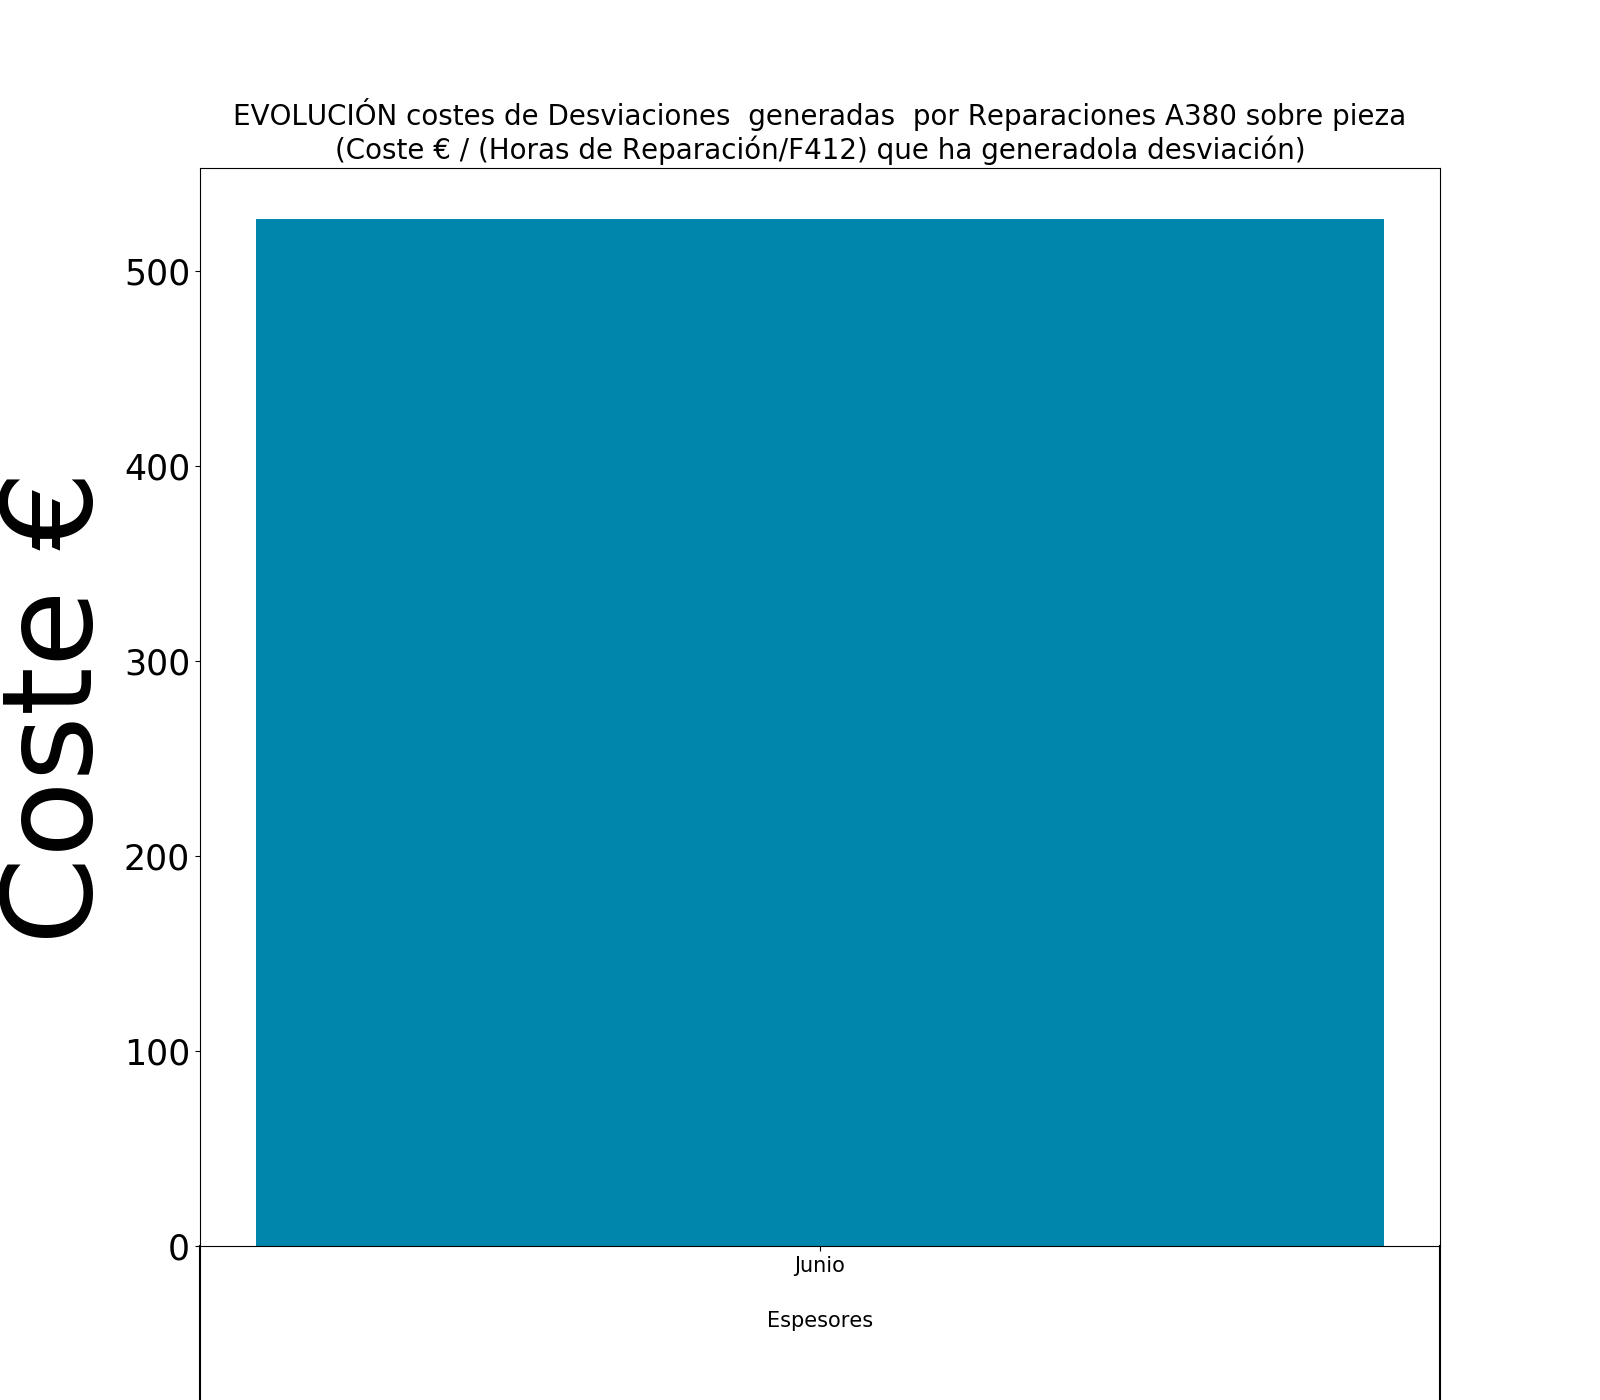 EVOLUCIÓN costes de Desviaciones  generadas  por Reparaciones A380 sobre pieza
(Coste € / (Horas de Reparación/F412) que ha generadola desviación)
Coste €
500
400
300
200
100
0
Junio
Espesores